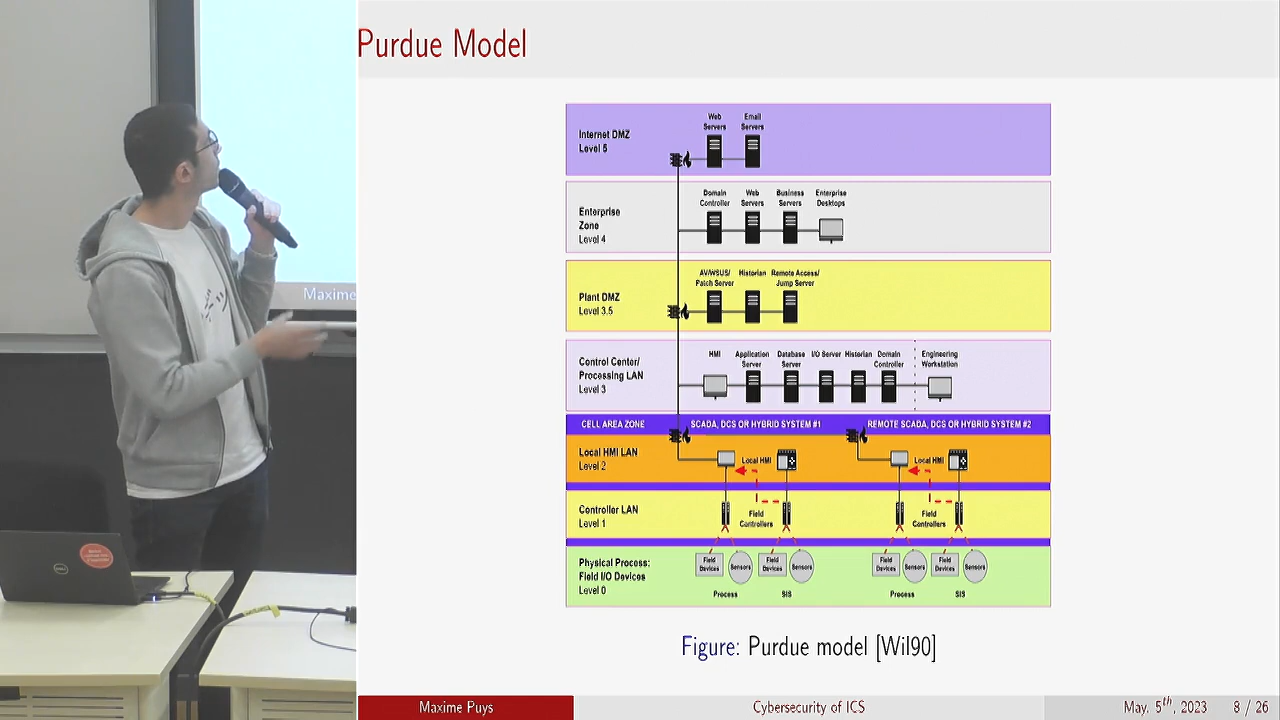 Purdue Model
Internet DMZ
Level 5
Web
Servers
Email
Servers
Enterprise
Zone
Level 4
Domain
Controller
Web
Servers
Business
Servers
Enterprise
Desktops
Plant DMZ
Level 3.5
AV/WSUS/
Patch Server
Historian
Remote Access/
Jump Server
Control Center/
Processing LAN
Level 3
HMI
Application
Server
Database
Server
I/O Server
Historian
Domain
Controller
Engineering
Workstation
CELL AREA ZONE
SCADA, DCS OR HYBRID SYSTEM #1
REMOTE SCADA, DCS OR HYBRID SYSTEM #2
Local HMI LAN
Level 2
Local HMI
Local HMI
Controller LAN
Level 1
Field
Controllers
Field
Controllers
Physical Process:
Field I/O Devices
Level 0
Field
Devices
Sensors
Field
Devices
Sensors
Field
Devices
Sensors
Field
Devices
Sensors
Process
SIS
Process
SIS
Figure: Purdue model [Wil90]
Maxime Puys
Cybersecurity of ICS
May. 5th, 2023
8 / 26
Maxime
DELL